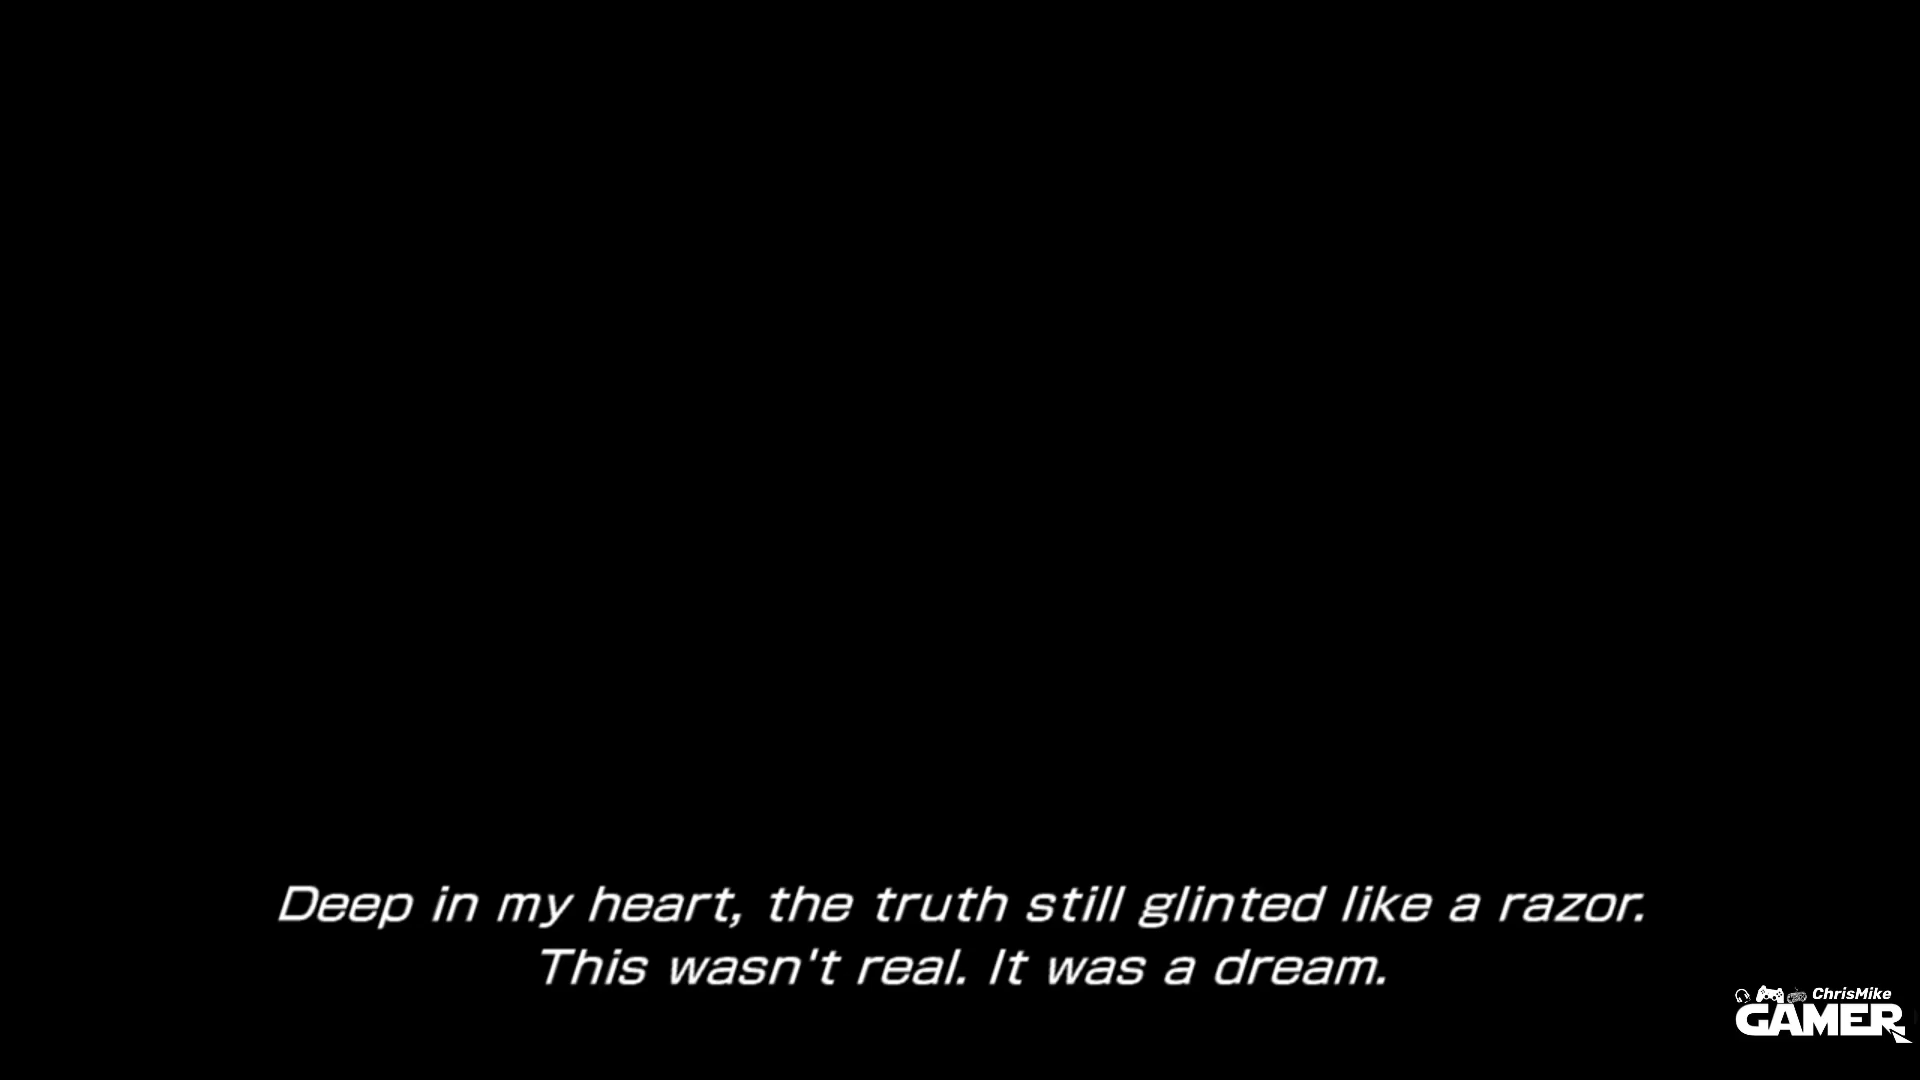 Deep in my heart, the truth still glinted like a razor.
This wasn't real. It was a dream.
ChrisMike
GAMER